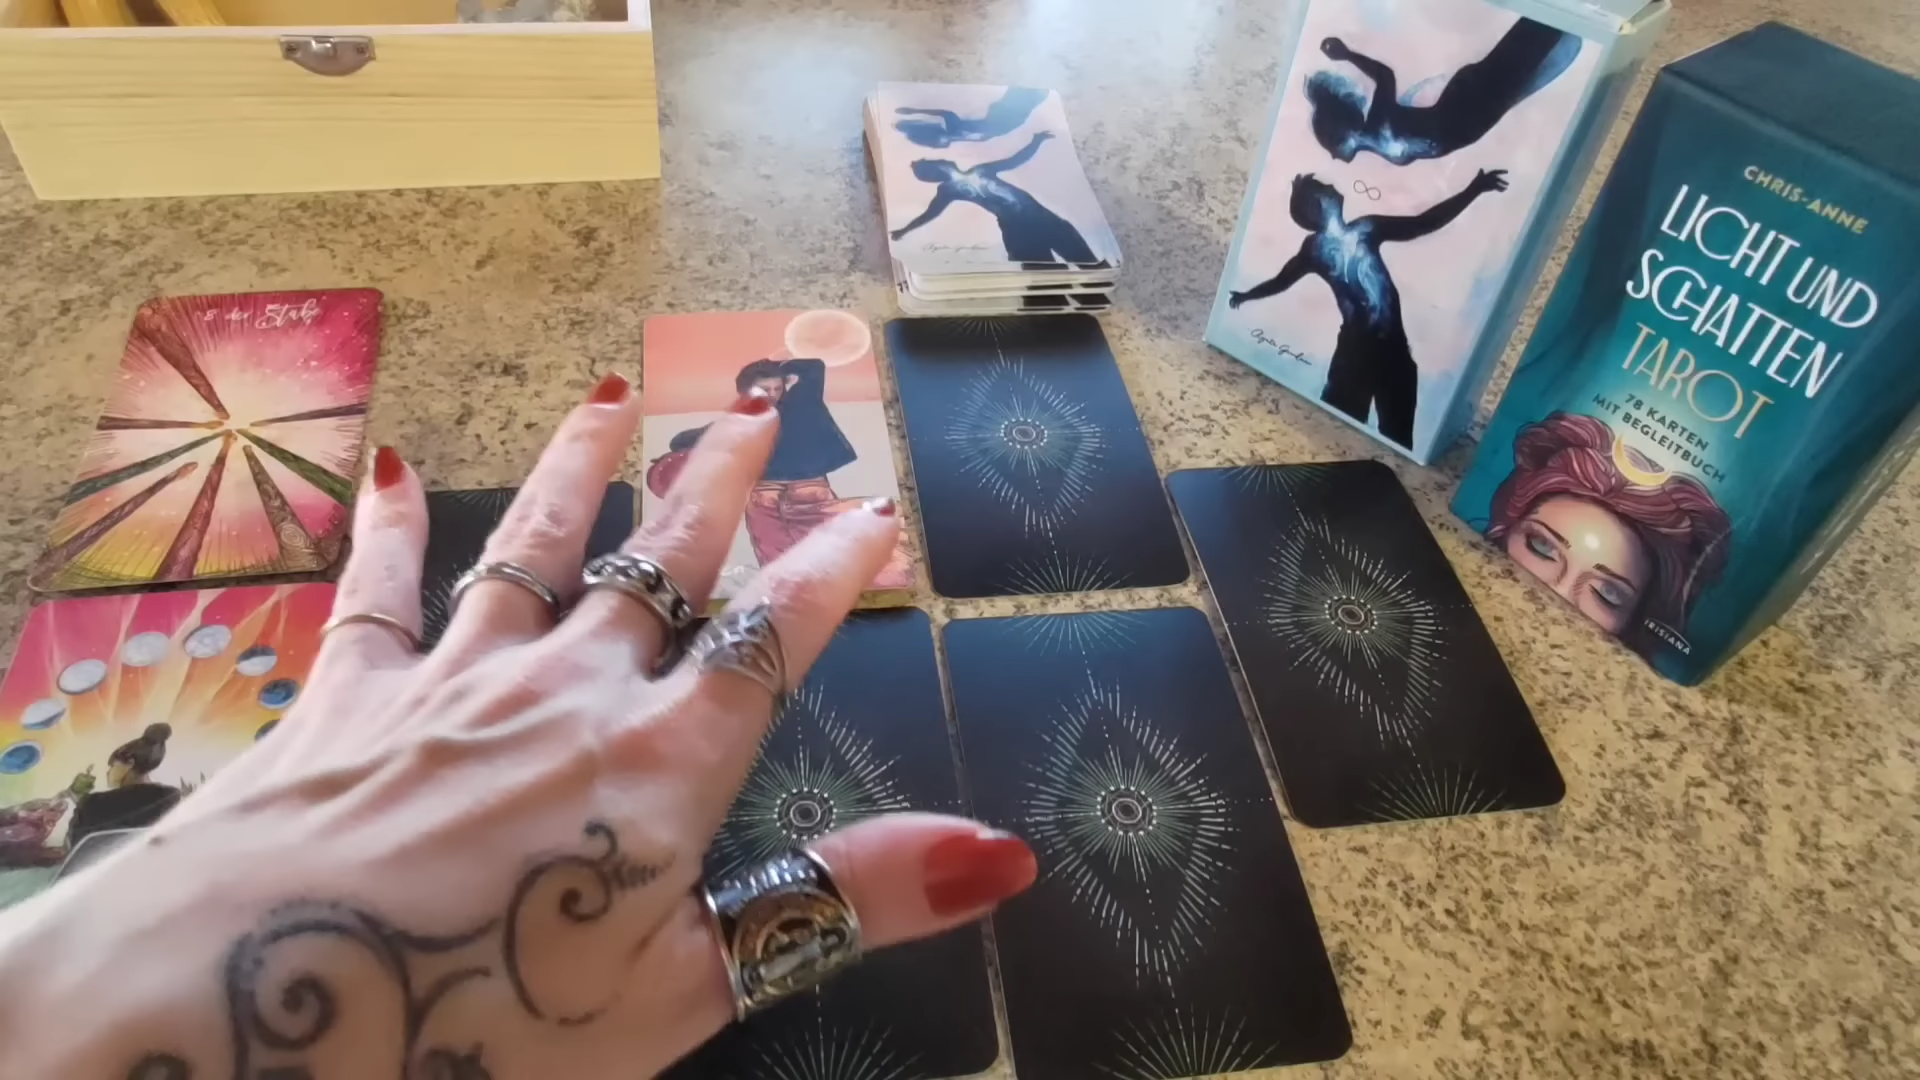 8 der Stäbe
CHRIS-ANNE
LICHT UND
SCHATTEN
TAROT
78 KARTEN
MIT BEGLEITBUCH
IRISIANA